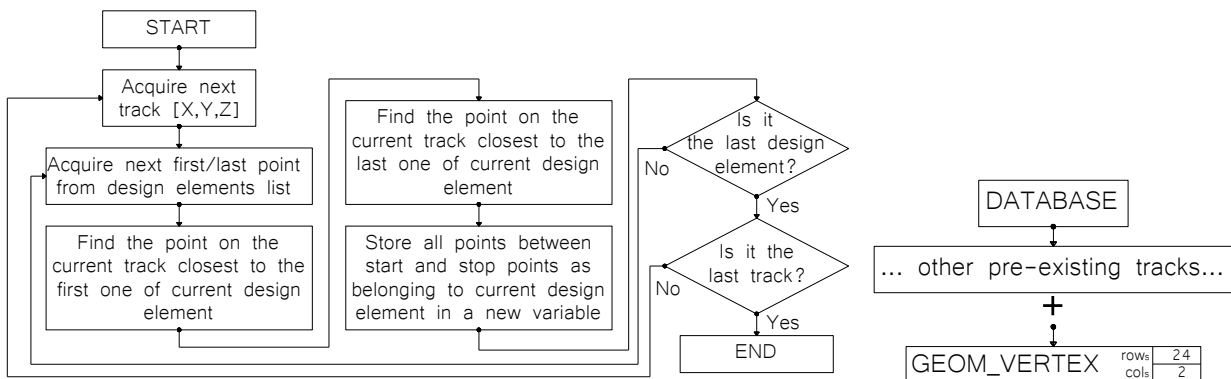 START
Acquire next
track [X,Y,Z]
Acquire next first/last point
from design elements list
Find the point on the
current track closest to the
first one of current design
element
Find the point on the
current track closest to the
last one of current design
element
Store all points between
start and stop points as
belonging to current design
element in a new variable
Is it
the last design
element?
No
Yes
Is it the
last track?
No
Yes
END
DATABASE
... other pre-existing tracks...
+
GEOM_VERTEX
rows 24
cols 2